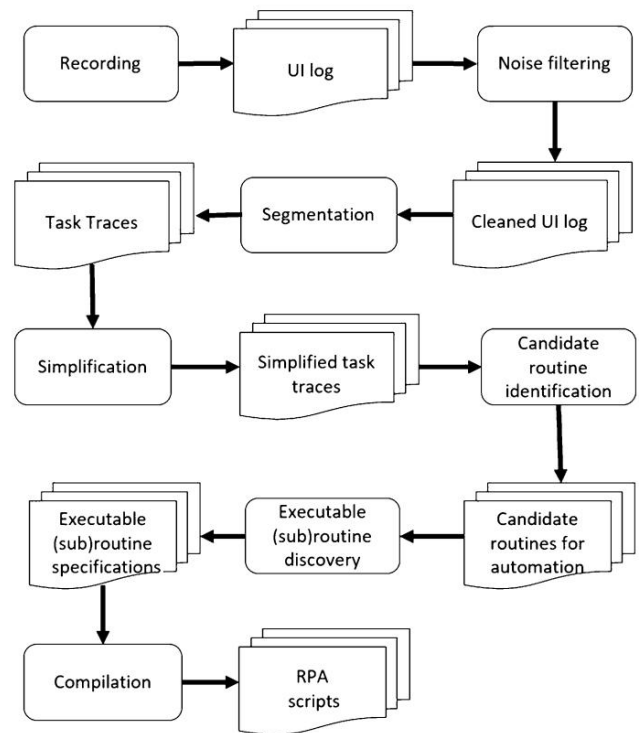 Recording
UI log
Noise filtering
Task Traces
Segmentation
Cleaned UI log
Simplification
Simplified task
traces
Candidate
routine
identification
Executable
(sub)routine
specifications
Executable
(sub)routine
discovery
Candidate
routines for
automation
Compilation
RPA
scripts